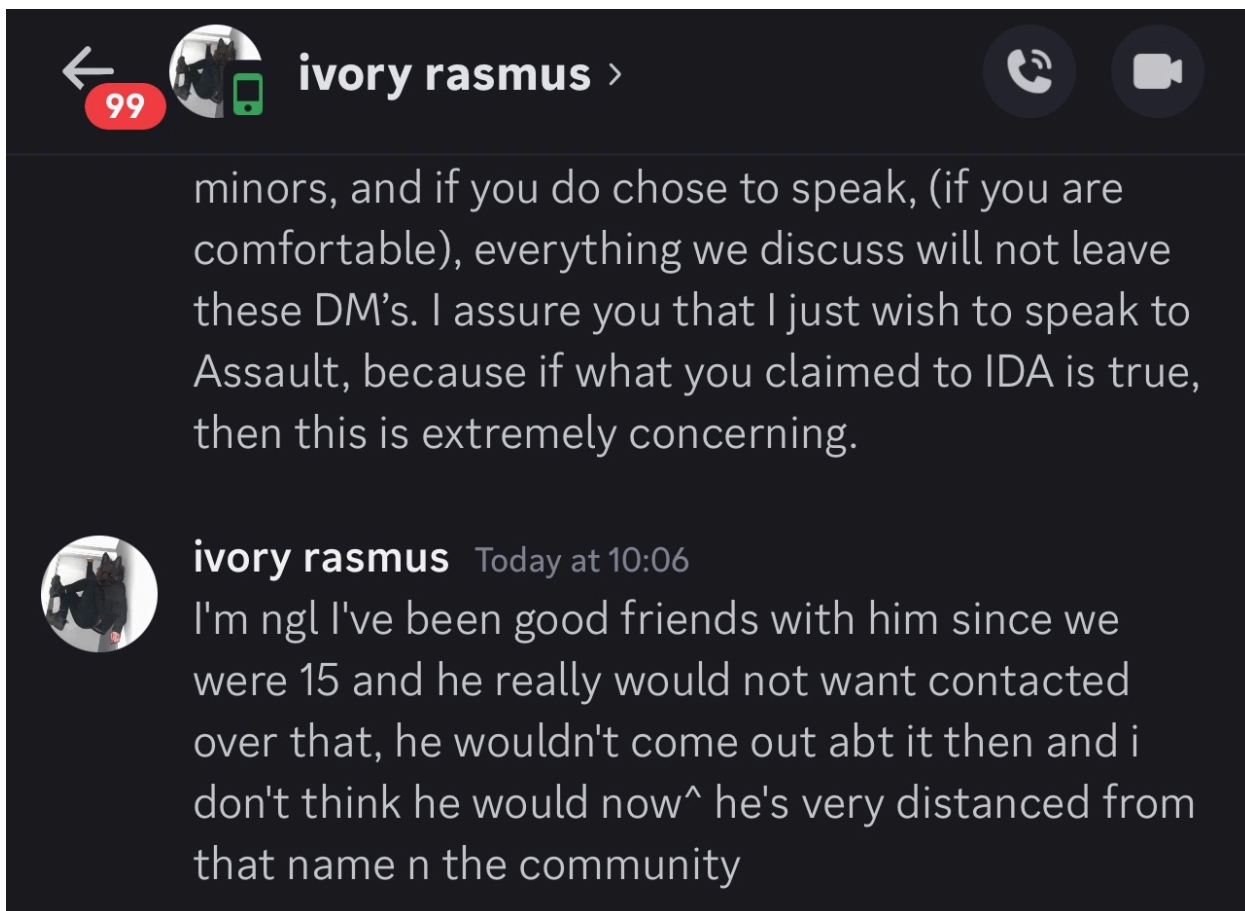 ivory rasmus
99
minors, and if you do chose to speak, (if you are
comfortable), everything we discuss will not leave
these DM’s. I assure you that I just wish to speak to
Assault, because if what you claimed to IDA is true,
then this is extremely concerning.
ivory rasmus Today at 10:06
I'm ngl I've been good friends with him since we
were 15 and he really would not want contacted
over that, he wouldn't come out abt it then and i
don't think he would now^ he's very distanced from
that name n the community